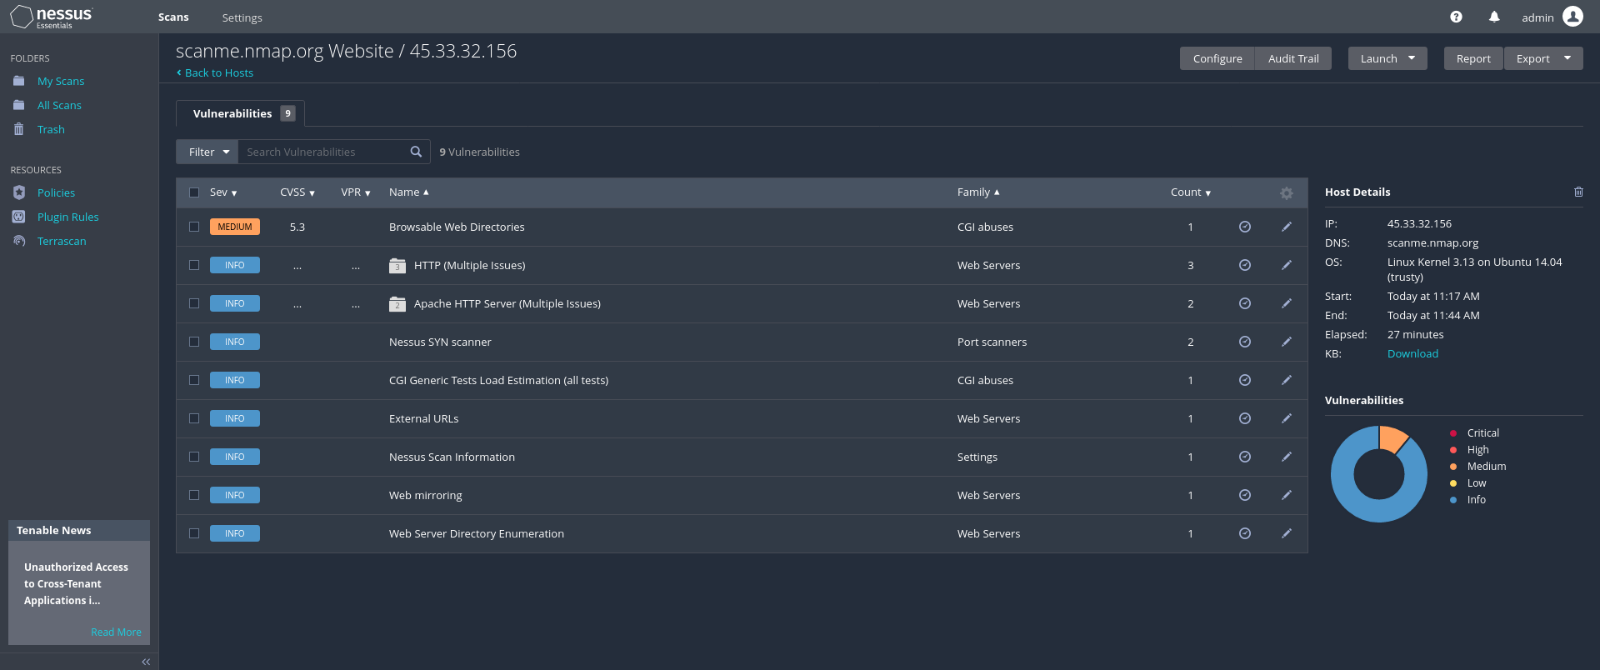 nessus
Essentials
Scans
Settings
admin
FOLDERS
My Scans
All Scans
Trash
RESOURCES
Policies
Plugin Rules
Terrascan
Tenable News
Unauthorized Access
to Cross-Tenant
Applications i...
Read More
scanme.nmap.org Website / 45.33.32.156
Back to Hosts
Configure
Audit Trail
Launch
Report
Export
Vulnerabilities 9
Filter
Search Vulnerabilities
9 Vulnerabilities
Sev CVSS VPR Name Family Count
MEDIUM 5.3 Browsable Web Directories CGI abuses 1
INFO ... ... 3 HTTP (Multiple Issues) Web Servers 3
INFO ... ... 2 Apache HTTP Server (Multiple Issues) Web Servers 2
INFO Nessus SYN scanner Port scanners 2
INFO CGI Generic Tests Load Estimation (all tests) CGI abuses 1
INFO External URLs Web Servers 1
INFO Nessus Scan Information Settings 1
INFO Web mirroring Web Servers 1
INFO Web Server Directory Enumeration Web Servers 1
Host Details
IP: 45.33.32.156
DNS: scanme.nmap.org
OS: Linux Kernel 3.13 on Ubuntu 14.04
(trusty)
Start: Today at 11:17 AM
End: Today at 11:44 AM
Elapsed: 27 minutes
KB: Download
Vulnerabilities
Critical
High
Medium
Low
Info